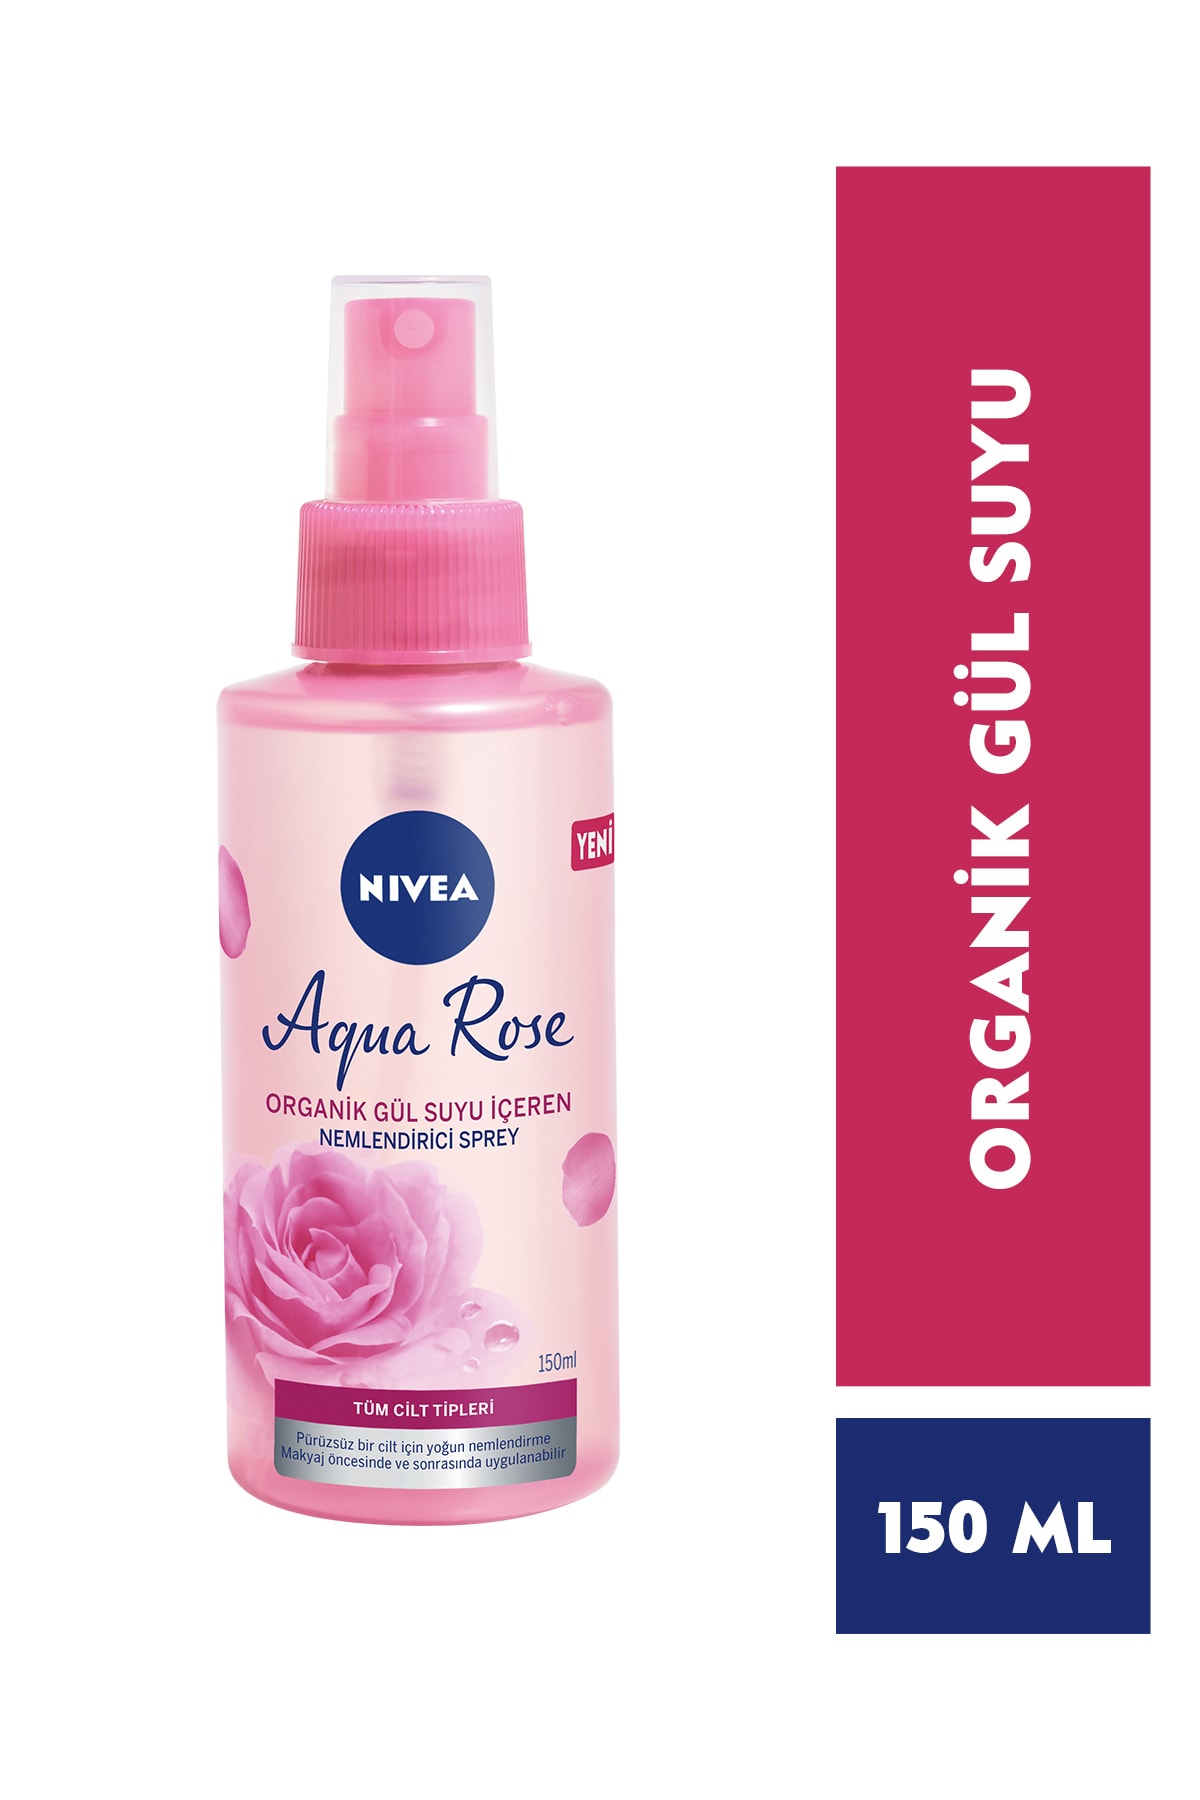 YENİ
NIVEA
Aqua Rose
ORGANİK GÜL SUYU İÇEREN
NEMLENDİRİCİ SPREY
150ml
TÜM CİLT TİPLERİ
Pürüzsüz bir cilt için yoğun nemlendirme
Makyaj öncesinde ve sonrasında uygulanabilir
ORGANİK GÜL SUYU
150 ML